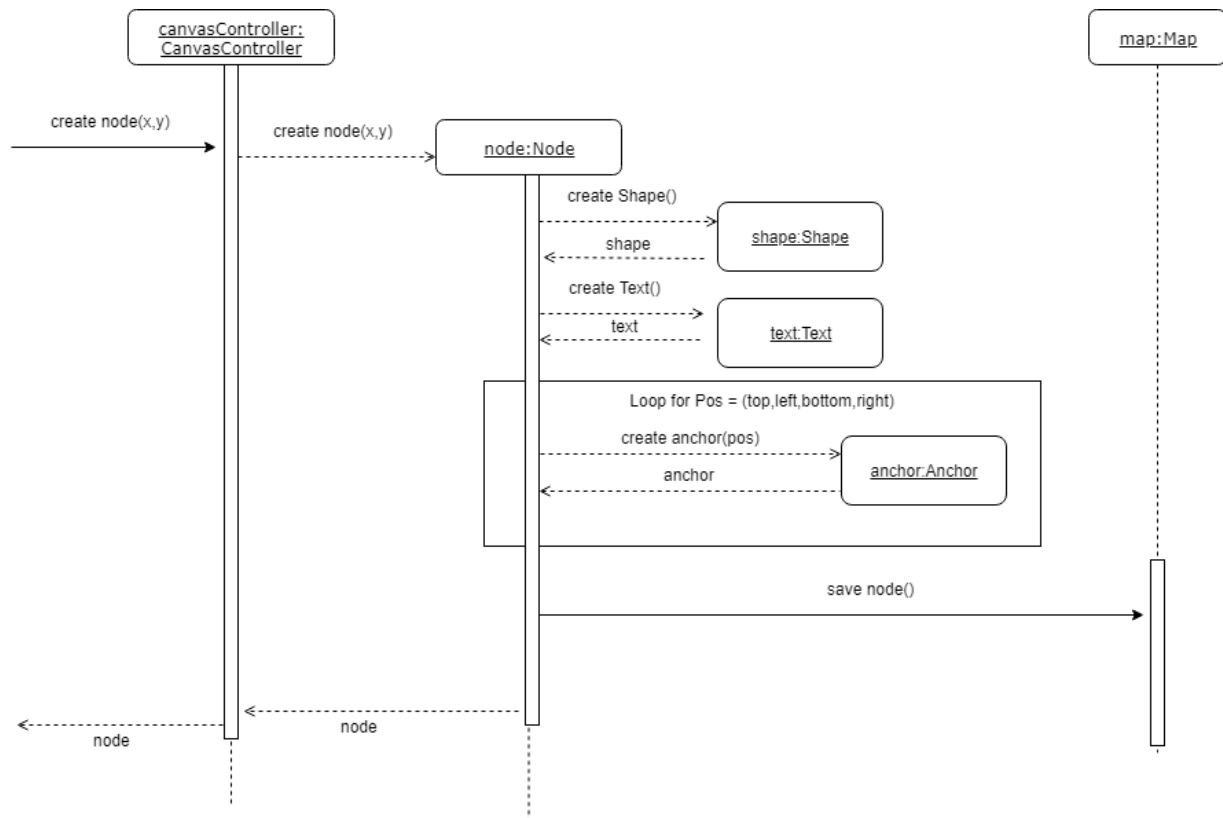 canvasController:
CanvasController
map:Map
create node(x,y)
create node(x,y)
node:Node
create Shape()
shape:Shape
shape
create Text()
text
text:Text
Loop for Pos = (top,left,bottom,right)
create anchor(pos)
anchor:Anchor
anchor
save node()
node
node